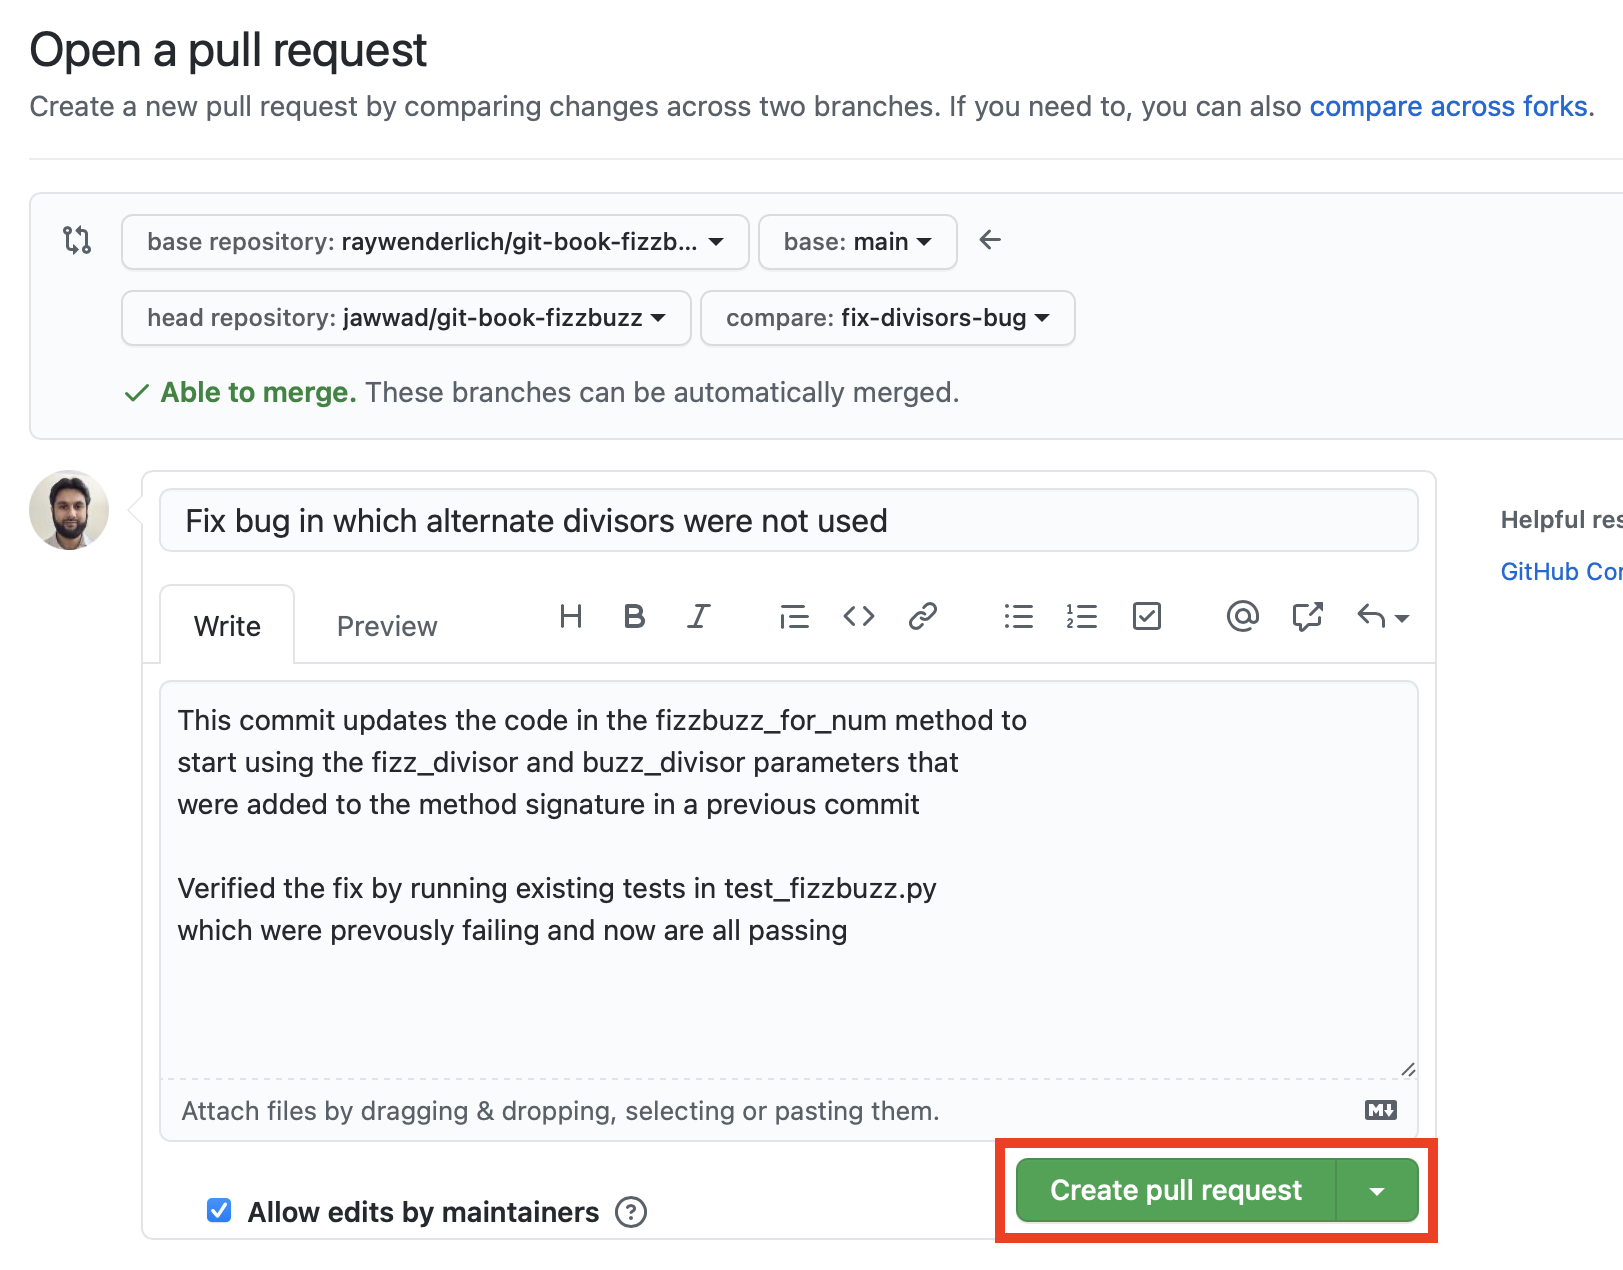 Open a pull request
Create a new pull request by comparing changes across two branches. If you need to, you can also compare across forks.
base repository: raywenderlich/git-book-fizzb... base: main
head repository: jawwad/git-book-fizzbuzz compare: fix-divisors-bug
Able to merge. These branches can be automatically merged.
Fix bug in which alternate divisors were not used
Helpful res
GitHub Con
Write Preview
This commit updates the code in the fizzbuzz_for_num method to
start using the fizz_divisor and buzz_divisor parameters that
were added to the method signature in a previous commit
Verified the fix by running existing tests in test_fizzbuzz.py
which were prevously failing and now are all passing
Attach files by dragging & dropping, selecting or pasting them.
Allow edits by maintainers
Create pull request